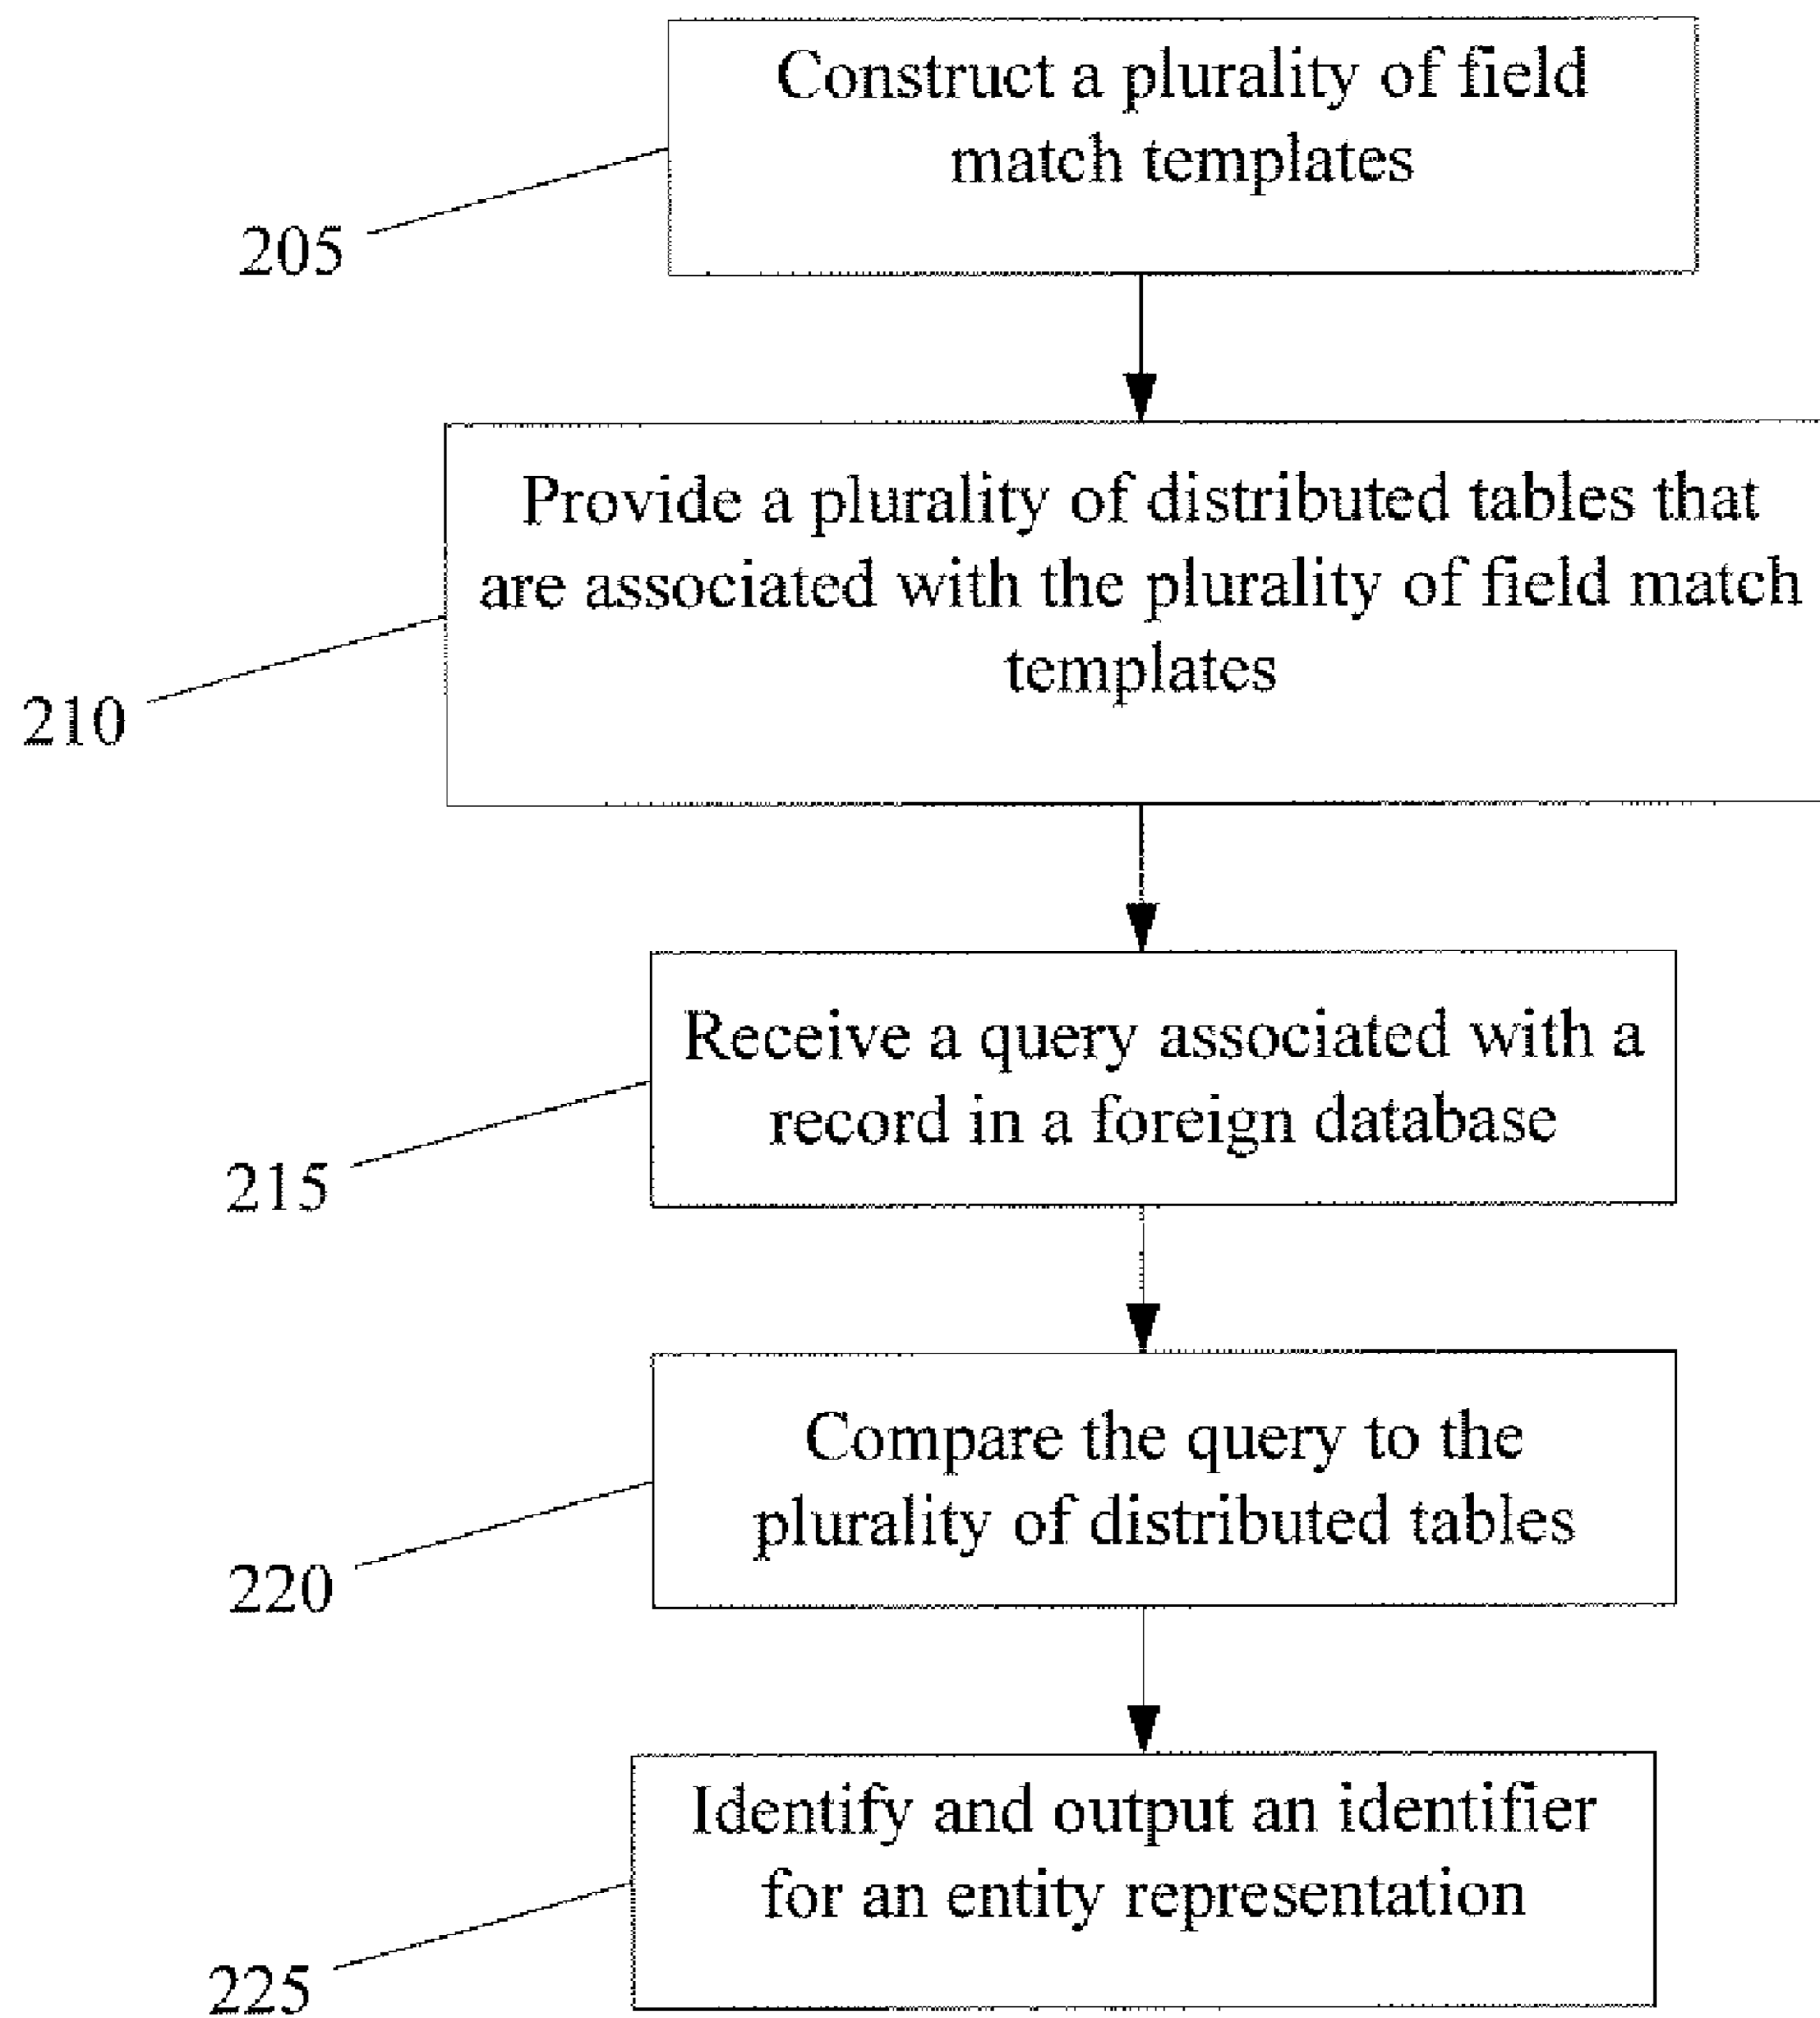 Construct a plurality of field
match templates
205
Provide a plurality of distributed tables that
are associated with the plurality of field match
templates
210
Receive a query associated with a
record in a foreign database
215
Compare the query to the
plurality of distributed tables
220
Identify and output an identifier
for an entity representation
225